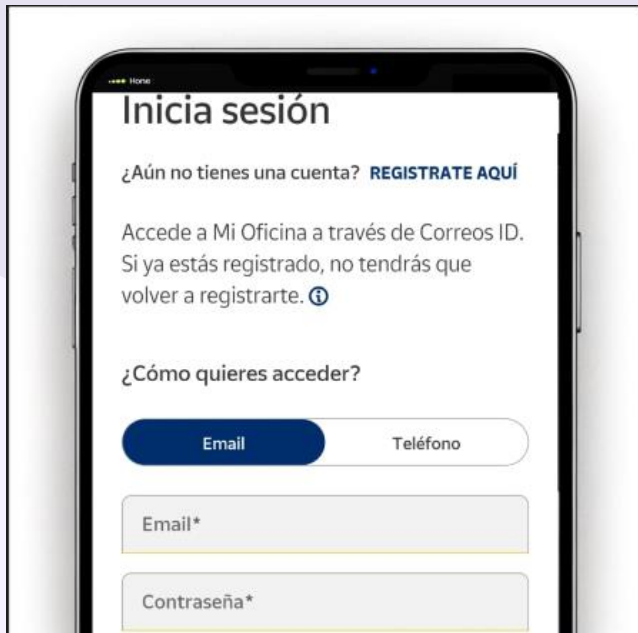 Home
Inicia sesión
¿Aún no tienes una cuenta? REGISTRATE AQUÍ
Accede a Mi Oficina a través de Correos ID.
Si ya estás registrado, no tendrás que
volver a registrarte.
¿Cómo quieres acceder?
Email Teléfono
Email*
Contraseña*